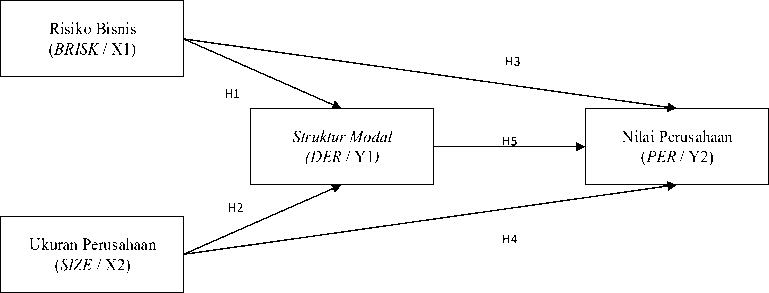 Risiko Bisnis
(BRISK / X1)
H3
H1
Struktur Modal
(DER / Y1)
H5
Nilai Perusahaan
(PER / Y2)
H2
Ukuran Perusahaan
(SIZE / X2)
H4